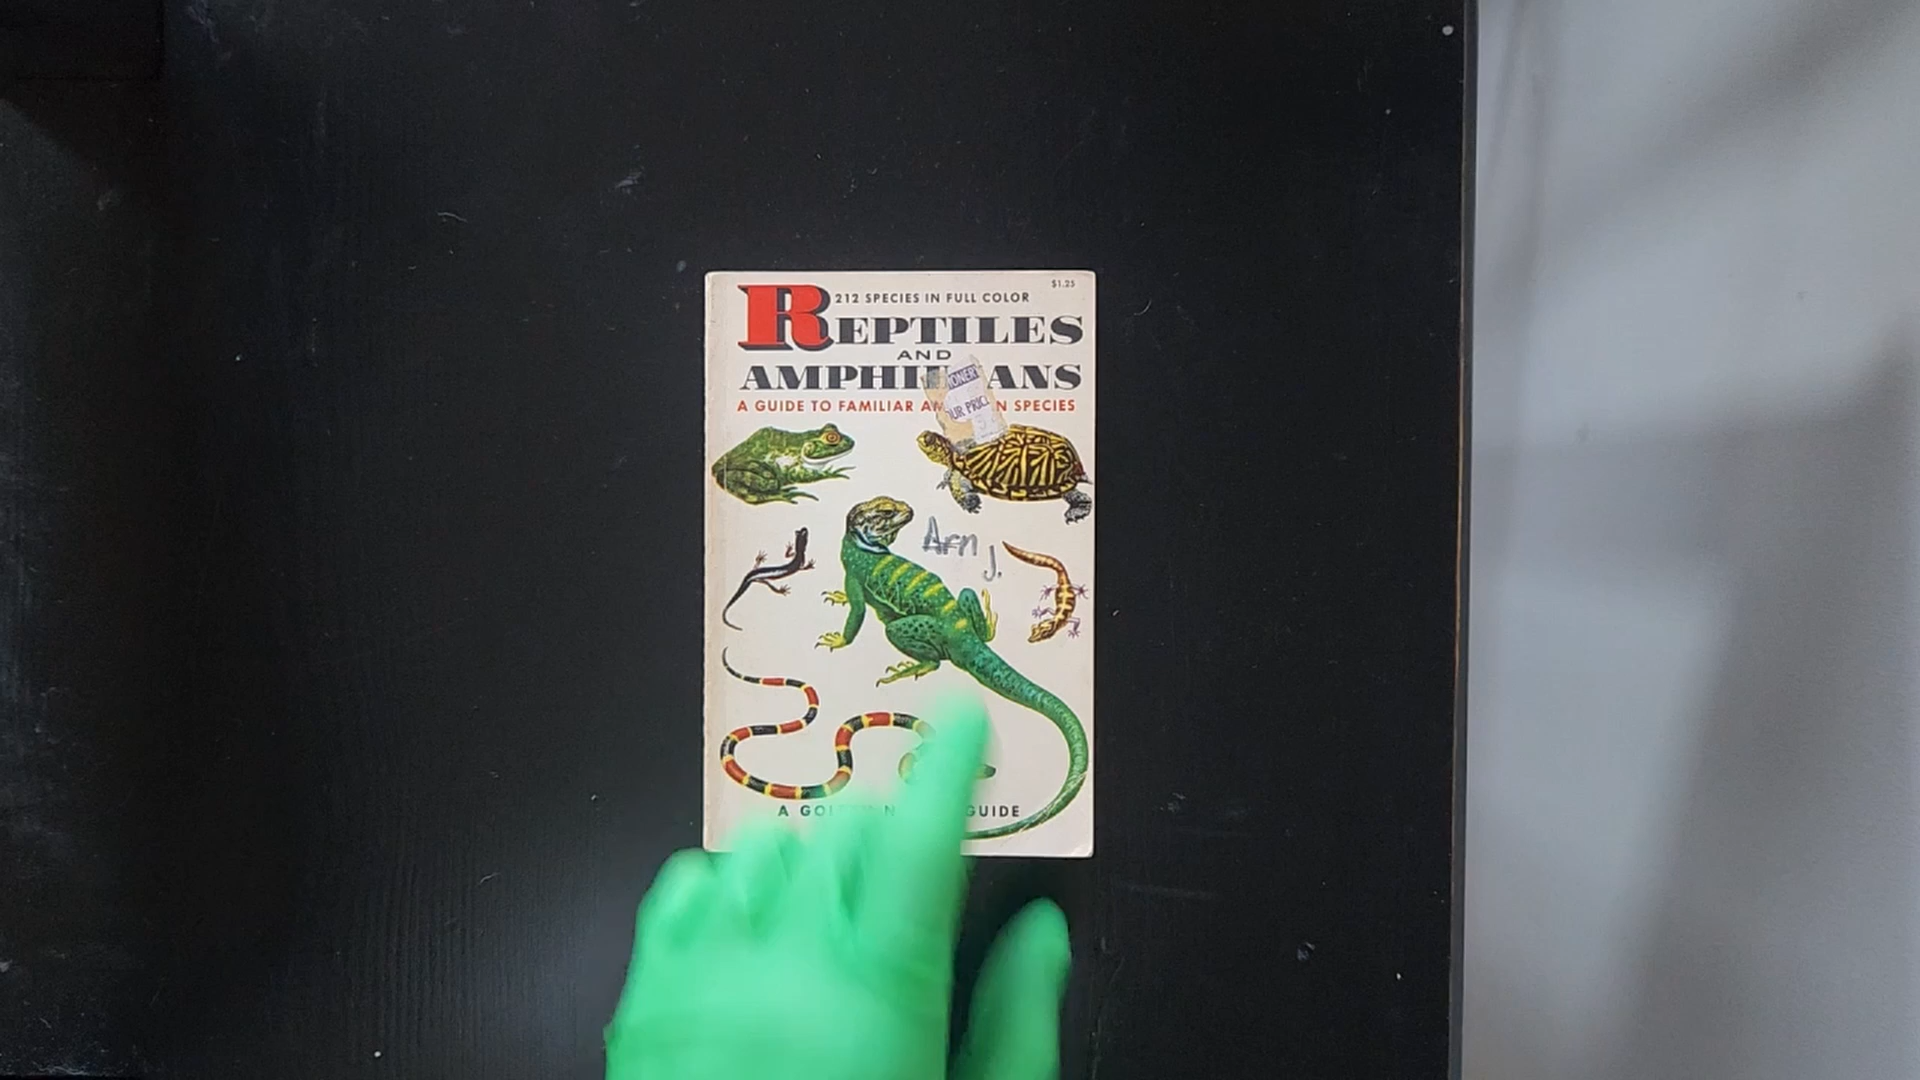 $1.25
212 SPECIES IN FULL COLOR
REPTILES
AND
A GUIDE TO FAMILIAR SPECIES
Arn
J.
A GUIDE